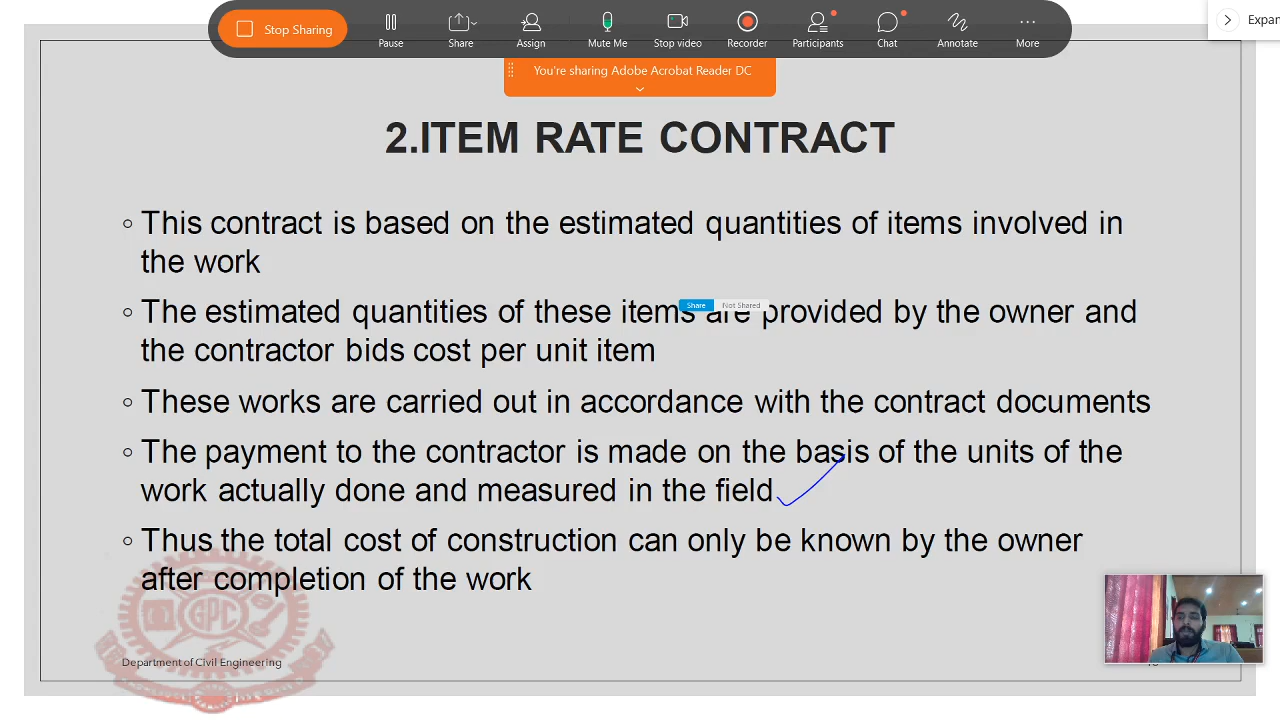 Stop Sharing
Pause
Share
Assign
Mute Me
Stop video
Recorder
Participants
Chat
Annotate
More
Expan
You're sharing Adobe Acrobat Reader DC
2.ITEM RATE CONTRACT
◦ This contract is based on the estimated quantities of items involved in
the work
Share Not Shared
◦ The estimated quantities of these items are provided by the owner and
the contractor bids cost per unit item
◦ These works are carried out in accordance with the contract documents
◦ The payment to the contractor is made on the basis of the units of the
work actually done and measured in the field
◦ Thus the total cost of construction can only be known by the owner
after completion of the work
GPC
Department of Civil Engineering